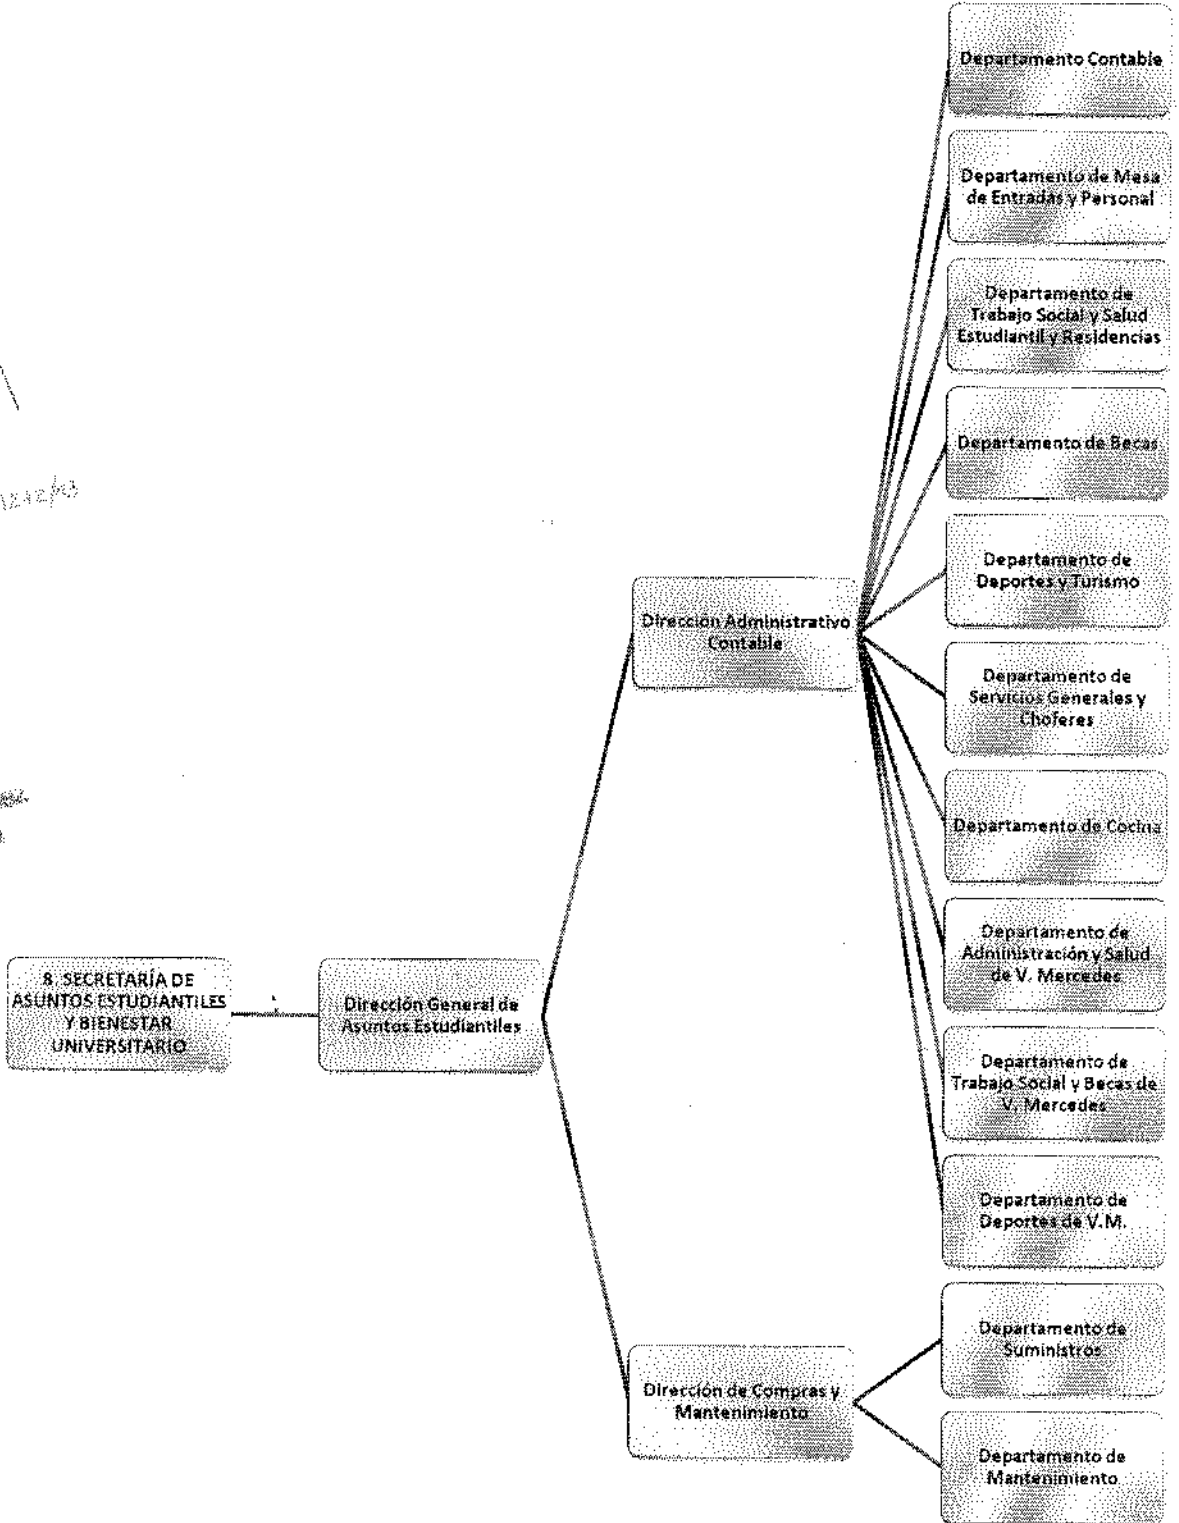 Departamento Contable
Departamento de Mesa
de Entradas y Personal
Departamento de
Trabajo Social y Salud
Estudiantil y Residencias
Departamento de Becas
Departamento de
Deportes y Turismo
Dirección Administrativo
Contable
Departamento de
Servicios Generales y
Choferes
Departamento de Cocina
Departamento de
Administración y Salud
de V. Mercedes
8. SECRETARÍA DE
ASUNTOS ESTUDIANTILES
Y BIENESTAR
UNIVERSITARIO
Dirección General de
Asuntos Estudiantiles
Departamento de
Trabajo Social y Becas de
V. Mercedes
Departamento de
Deportes de V.M.
Departamento de
Suministros
Dirección de Compras y
Mantenimiento
Departamento de
Mantenimiento